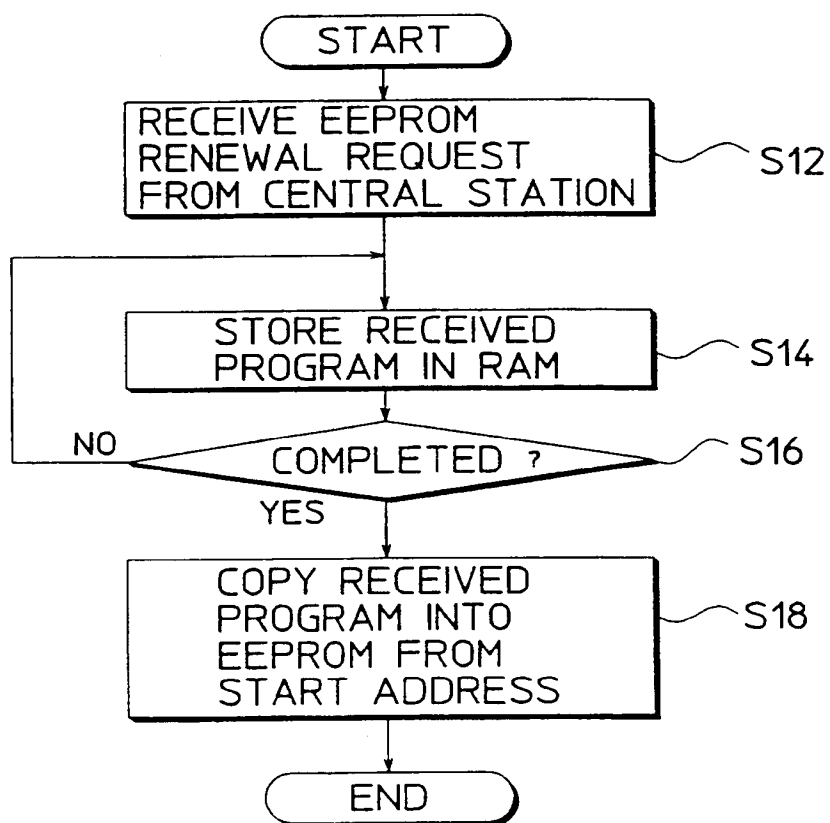 START
RECEIVE EEPROM
RENEWAL REQUEST
FROM CENTRAL STATION
S12
STORE RECEIVED
PROGRAM IN RAM
S14
NO
COMPLETED ?
S16
YES
COPY RECEIVED
PROGRAM INTO
EEPROM FROM
START ADDRESS
S18
END